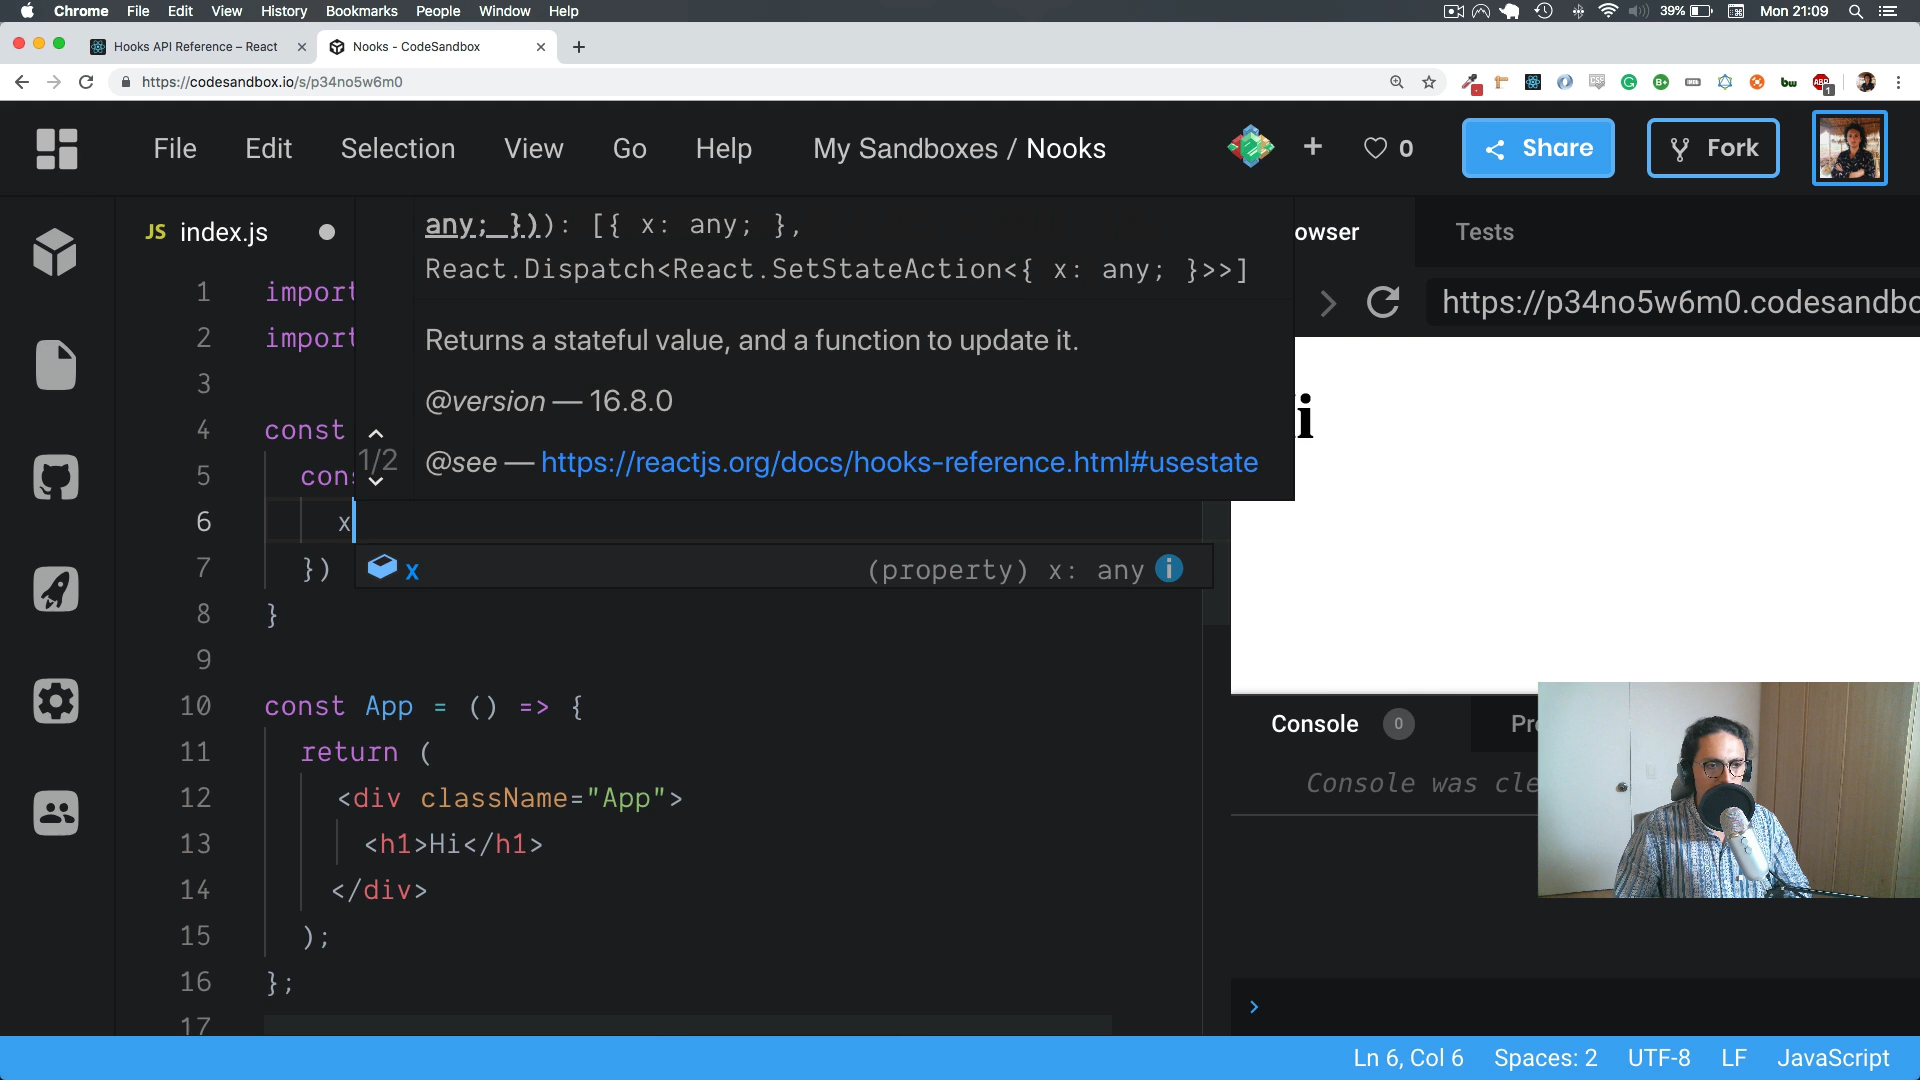 Chrome File Edit View History Bookmarks People Window Help
39% Mon 21:09
Hooks API Reference – React
Nooks - CodeSandbox
https://codesandbox.io/s/p34no5w6m0
File Edit Selection View Go Help My Sandboxes / Nooks
0 Share Fork
JS index.js
any; })): [{ x: any; },
React.Dispatch<React.SetStateAction<{ x: any; }>>]
Returns a stateful value, and a function to update it.
@version — 16.8.0
@see — https://reactjs.org/docs/hooks-reference.html#usestate
1/2
1 import
2 import
3
4 const
5 cons
6 x
x (property) x: any
7 })
8 }
9
10 const App = () => {
11 return (
12 <div className="App">
13 <h1>Hi</h1>
14 </div>
15 );
16 };
17
owser Tests
https://p34no5w6m0.codesandbo
i
Console 0 Pr
Console was cle
Ln 6, Col 6 Spaces: 2 UTF-8 LF JavaScript